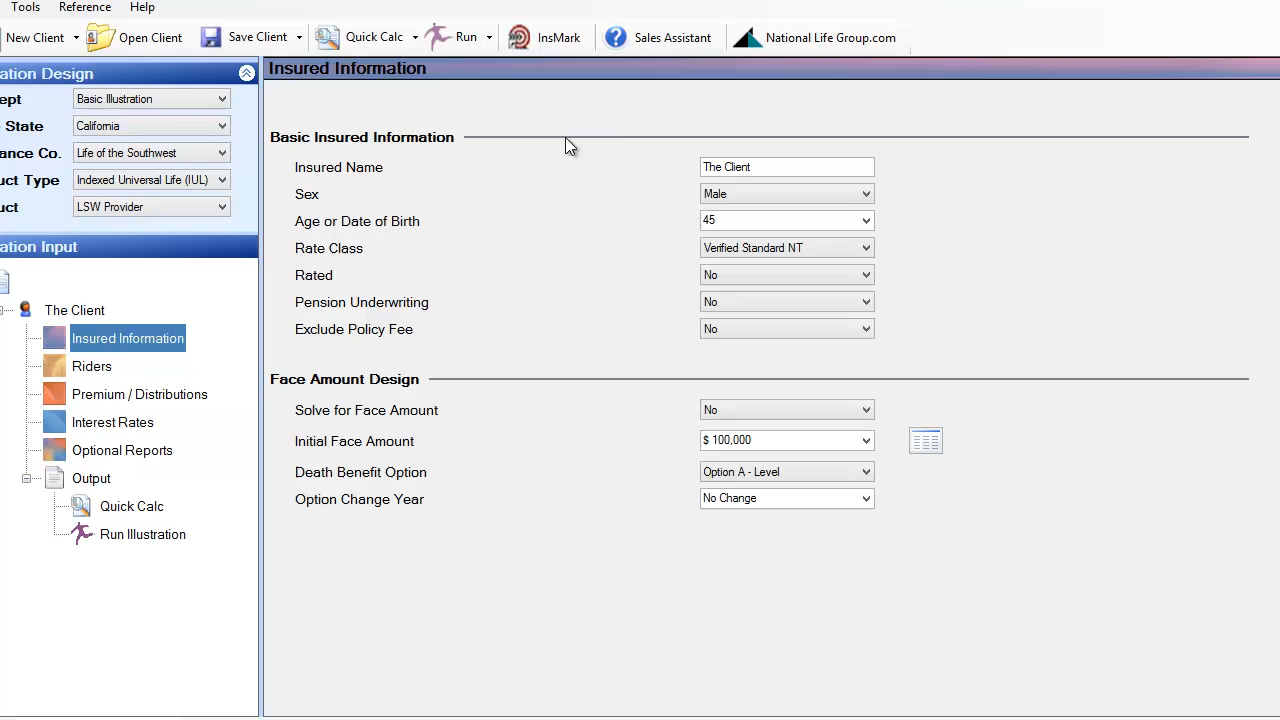 Tools Reference Help
New Client Open Client Save Client Quick Calc Run InsMark Sales Assistant National Life Group.com
ation Design
ept Basic Illustration
State California
ance Co. Life of the Southwest
uct Type Indexed Universal Life (IUL)
uct LSW Provider
ation Input
The Client
Insured Information
Riders
Premium / Distributions
Interest Rates
Optional Reports
Output
Quick Calc
Run Illustration
Insured Information
Basic Insured Information
Insured Name The Client
Sex Male
Age or Date of Birth 45
Rate Class Verified Standard NT
Rated No
Pension Underwriting No
Exclude Policy Fee No
Face Amount Design
Solve for Face Amount No
Initial Face Amount $ 100,000
Death Benefit Option Option A - Level
Option Change Year No Change